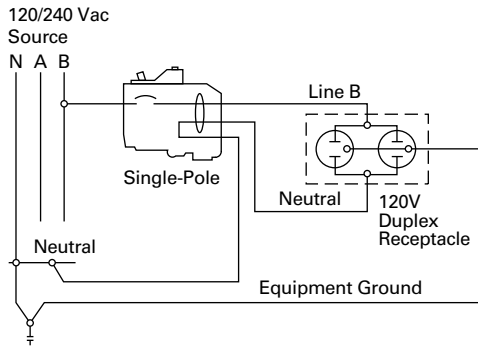 120/240 Vac
Source
N A B
Line B
Single-Pole
Neutral
120V
Duplex
Receptacle
Neutral
Equipment Ground